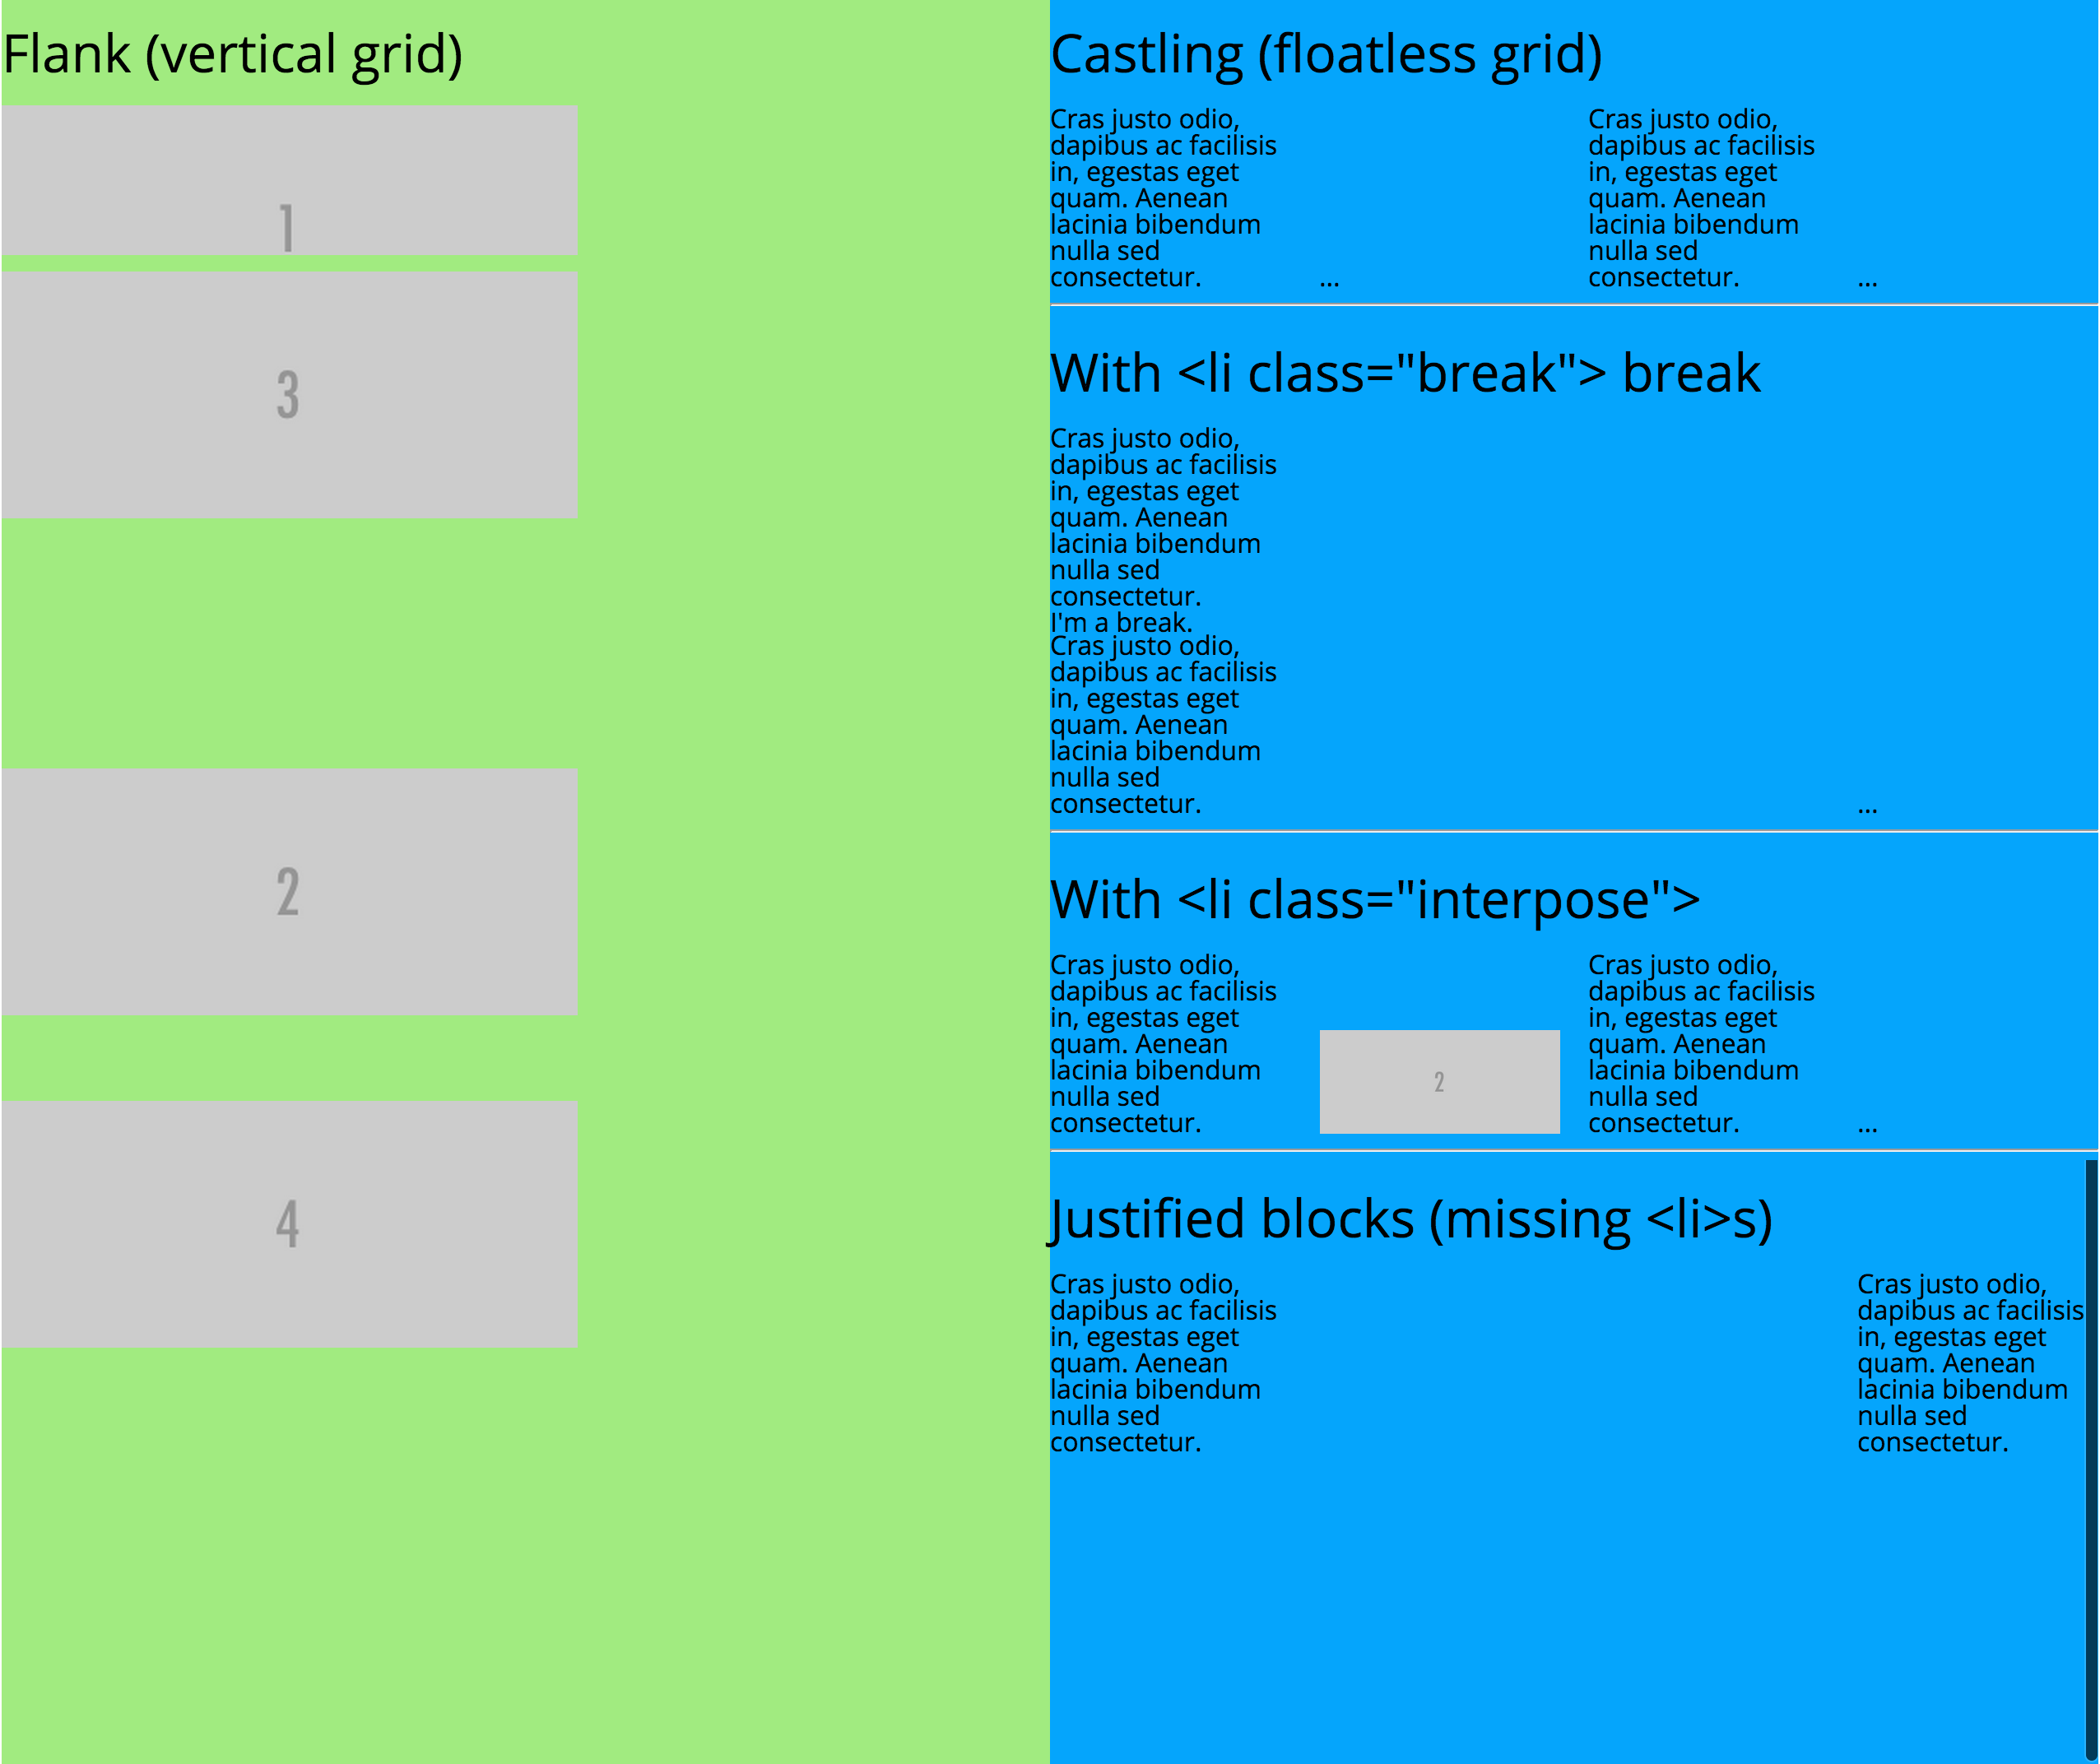 Flank (vertical grid)
1
3
2
4
Castling (floatless grid)
Cras justo odio,
dapibus ac facilisis
in, egestas eget
quam. Aenean
lacinia bibendum
nulla sed
consectetur.
...
Cras justo odio,
dapibus ac facilisis
in, egestas eget
quam. Aenean
lacinia bibendum
nulla sed
consectetur.
...
With <li class="break"> break
Cras justo odio,
dapibus ac facilisis
in, egestas eget
quam. Aenean
lacinia bibendum
nulla sed
consectetur.
I'm a break.
Cras justo odio,
dapibus ac facilisis
in, egestas eget
quam. Aenean
lacinia bibendum
nulla sed
consectetur.
...
With <li class="interpose">
Cras justo odio,
dapibus ac facilisis
in, egestas eget
quam. Aenean
lacinia bibendum
nulla sed
consectetur.
2
Cras justo odio,
dapibus ac facilisis
in, egestas eget
quam. Aenean
lacinia bibendum
nulla sed
consectetur.
...
Justified blocks (missing <li>s)
Cras justo odio,
dapibus ac facilisis
in, egestas eget
quam. Aenean
lacinia bibendum
nulla sed
consectetur.
Cras justo odio,
dapibus ac facilisis
in, egestas eget
quam. Aenean
lacinia bibendum
nulla sed
consectetur.